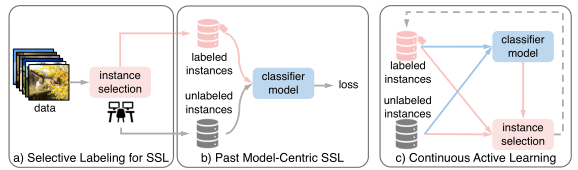 data
instance
selection
a) Selective Labeling for SSL
labeled
instances
unlabeled
instances
classifier
model
loss
b) Past Model-Centric SSL
labeled
instances
unlabeled
instances
classifier
model
instance
selection
c) Continuous Active Learning